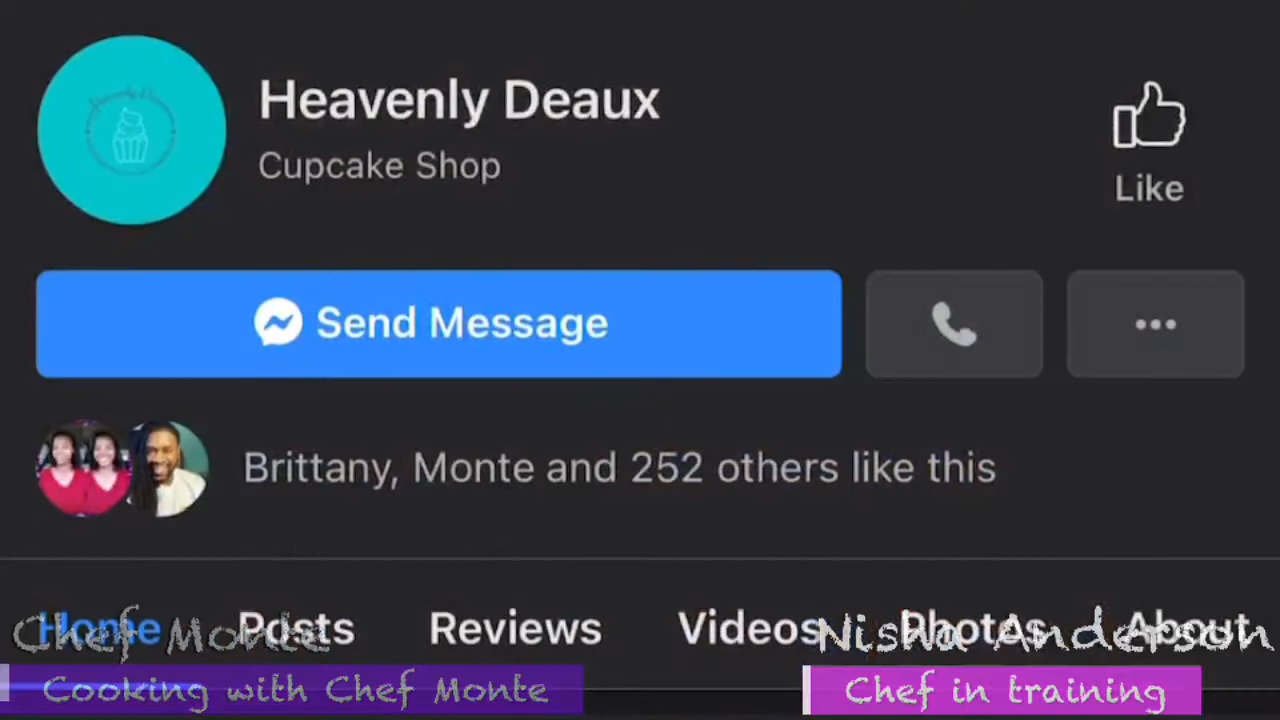 Heavenly Deaux
Cupcake Shop
Like
Send Message
Brittany, Monte and 252 others like this
Home Posts Reviews Videos Photos About
Chef Monte
Nisha Anderson
Cooking with Chef Monte
Chef in training